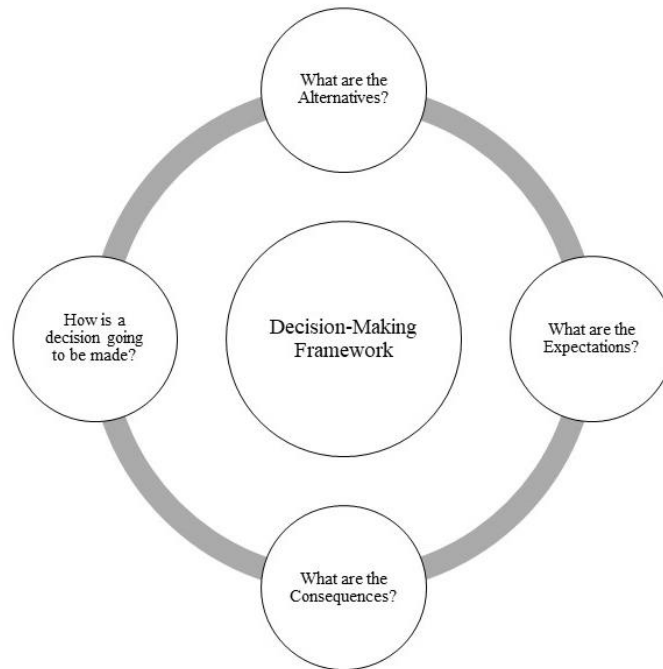 What are the
Alternatives?
How is a
decision going
to be made?
Decision-Making
Framework
What are the
Expectations?
What are the
Consequences?